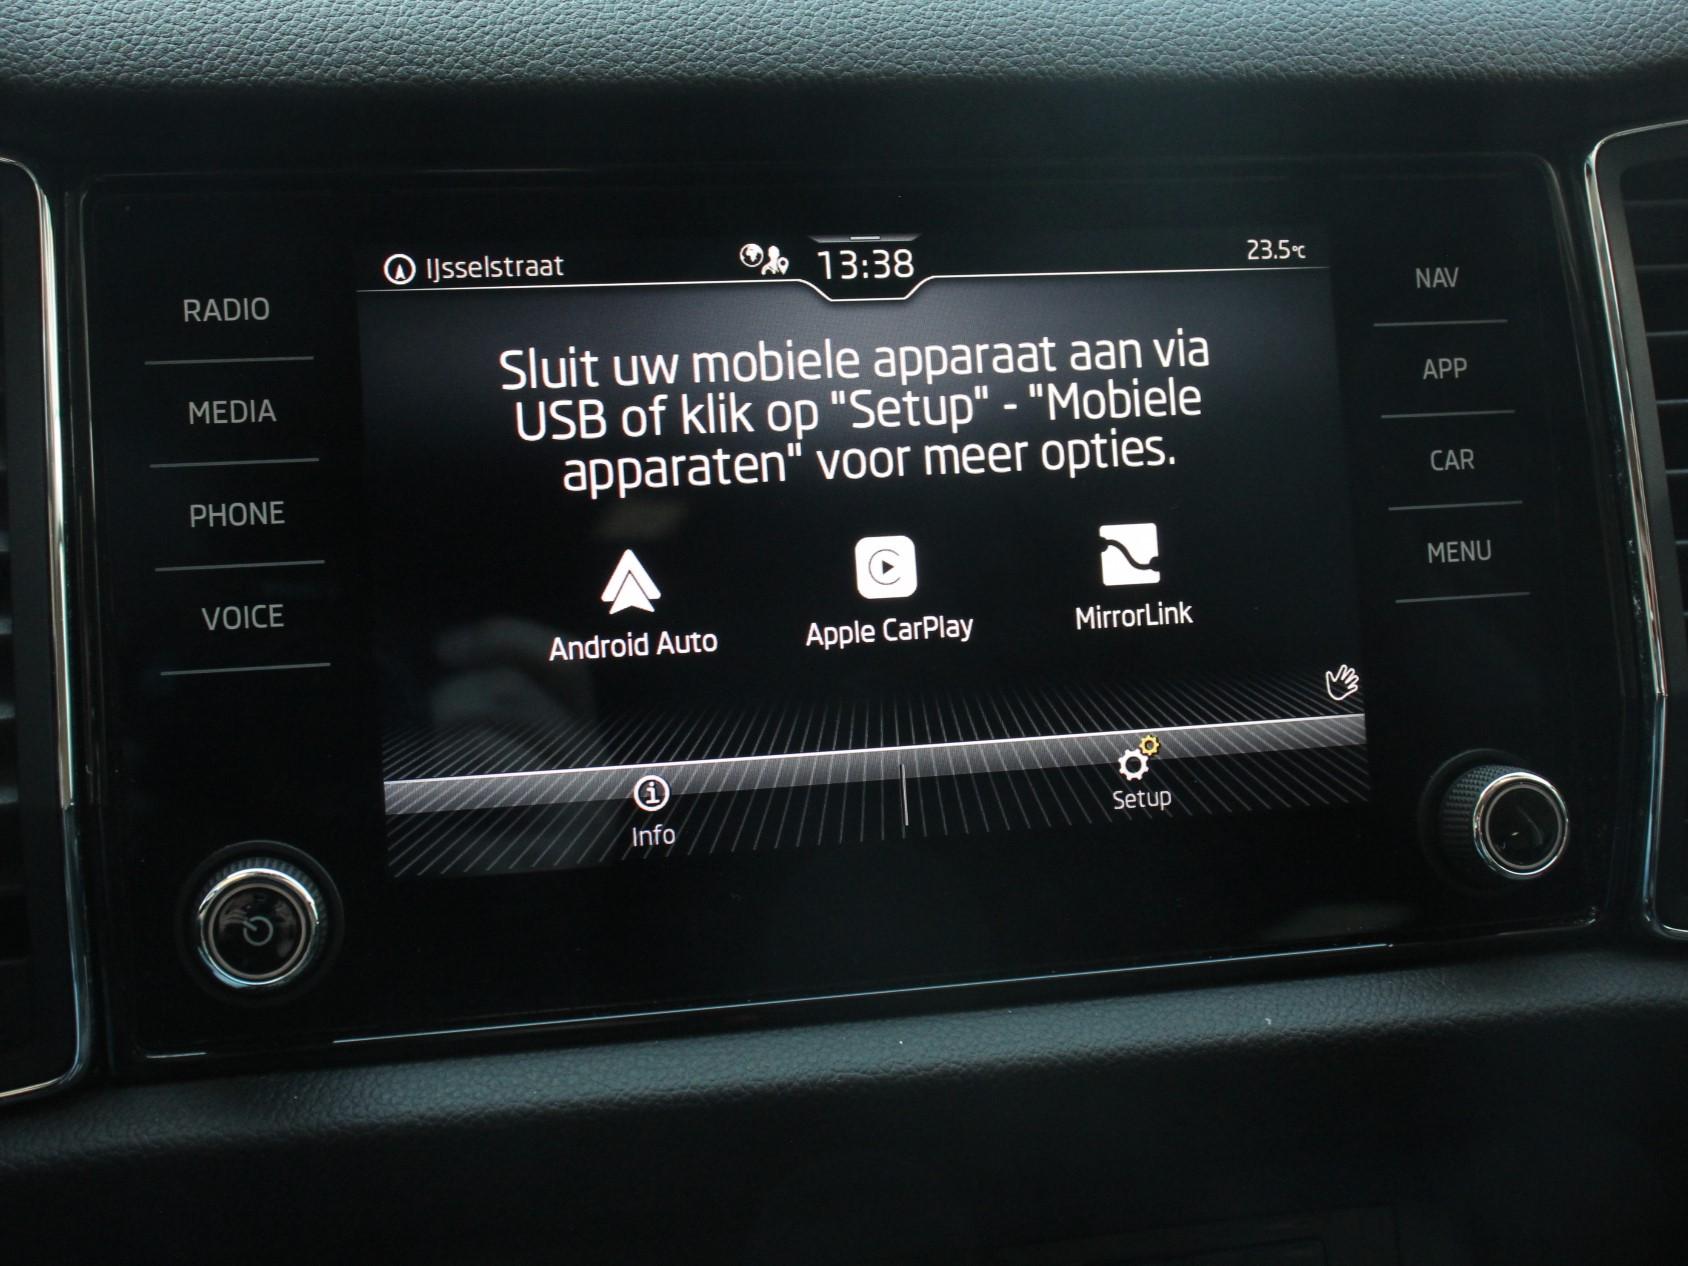 IJsselstraat
13:38
23.5°C
RADIO
MEDIA
PHONE
VOICE
Sluit uw mobiele apparaat aan via
USB of klik op "Setup" - "Mobiele
apparaten" voor meer opties.
Android Auto
Apple CarPlay
MirrorLink
Info
Setup
NAV
APP
CAR
MENU